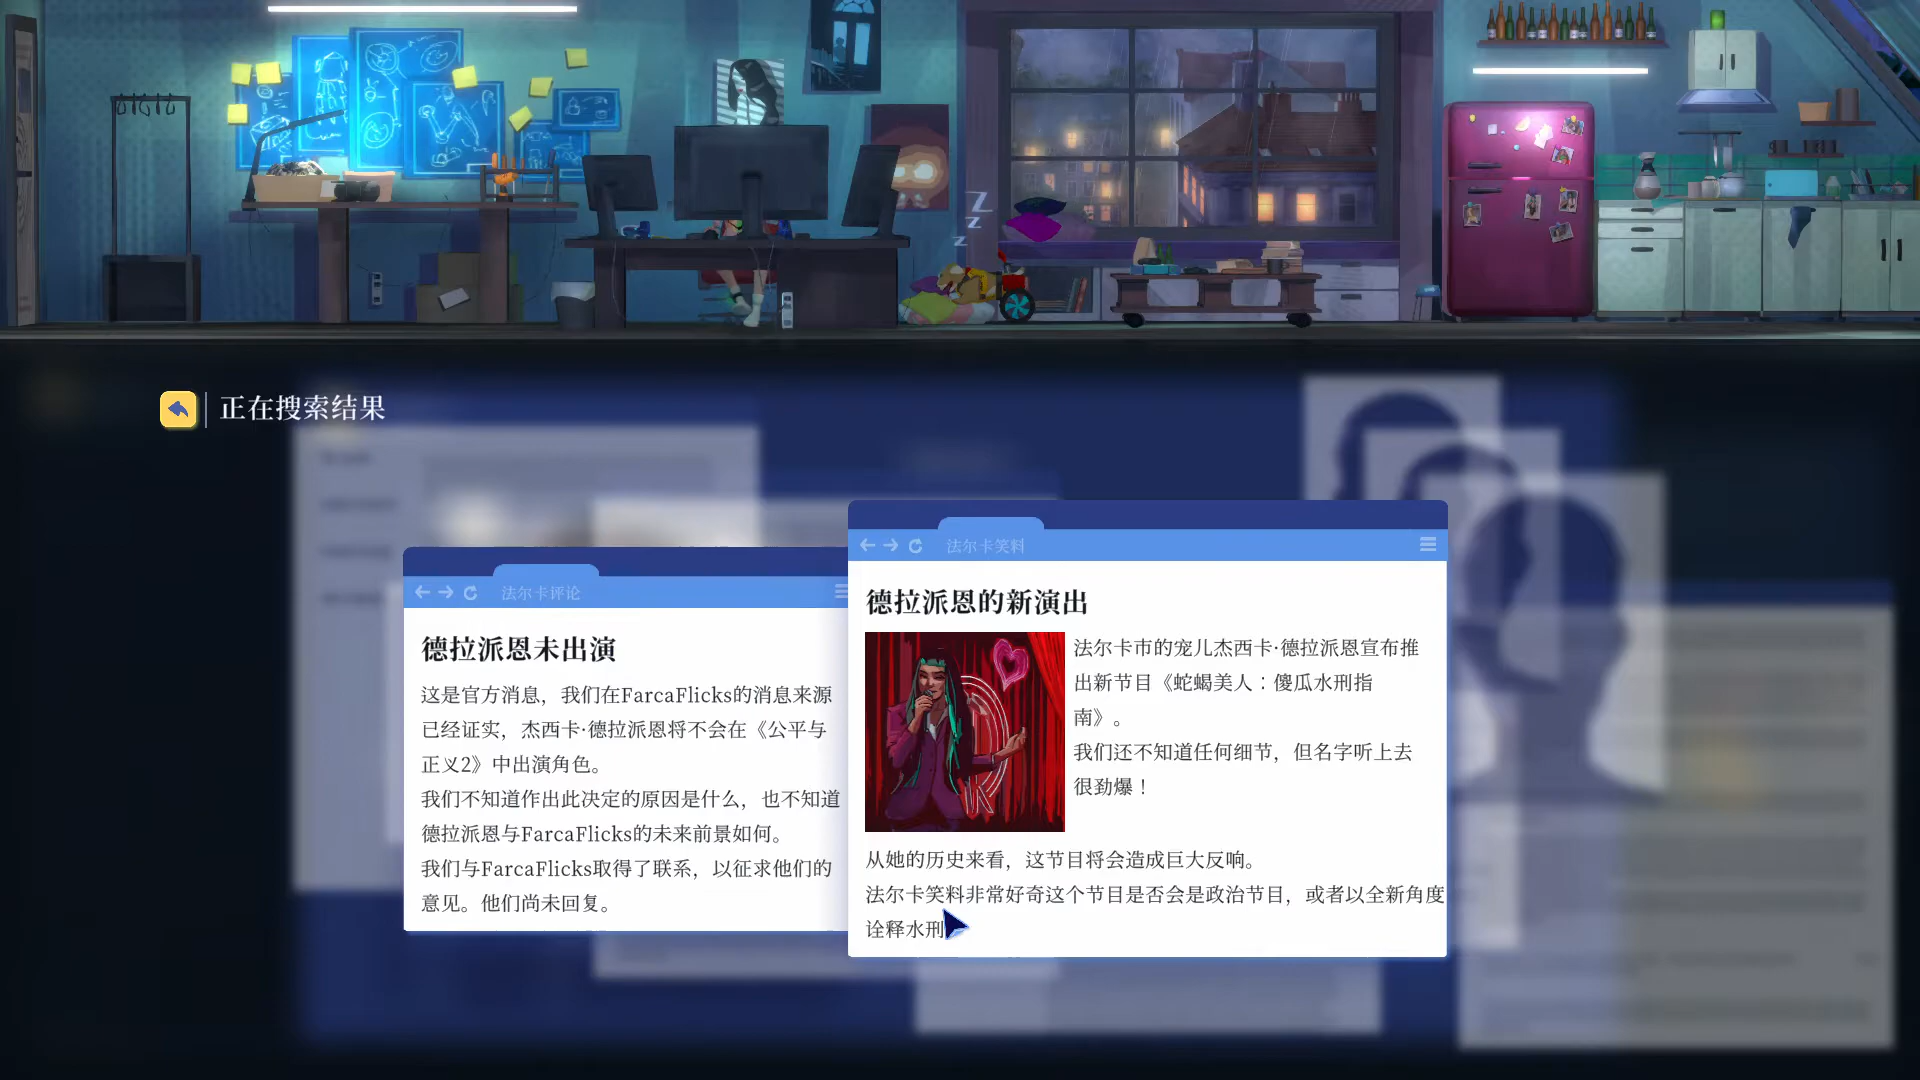 正在搜索结果
法尔卡评论
德拉派恩未出演
这是官方消息，我们在FarcaFlicks的消息来源
已经证实，杰西卡·德拉派恩将不会在《公平与
正义2》中出演角色。
我们不知道作出此决定的原因是什么，也不知道
德拉派恩与FarcaFlicks的未来前景如何。
我们与FarcaFlicks取得了联系，以征求他们的
意见。他们尚未回复。
法尔卡笑料
德拉派恩的新演出
法尔卡市的宠儿杰西卡·德拉派恩宣布推
出新节目《蛇蝎美人：傻瓜水刑指
南》。
我们还不知道任何细节，但名字听上去
很劲爆！
从她的历史来看，这节目将会造成巨大反响。
法尔卡笑料非常好奇这个节目是否会是政治节目，或者以全新角度
诠释水刑